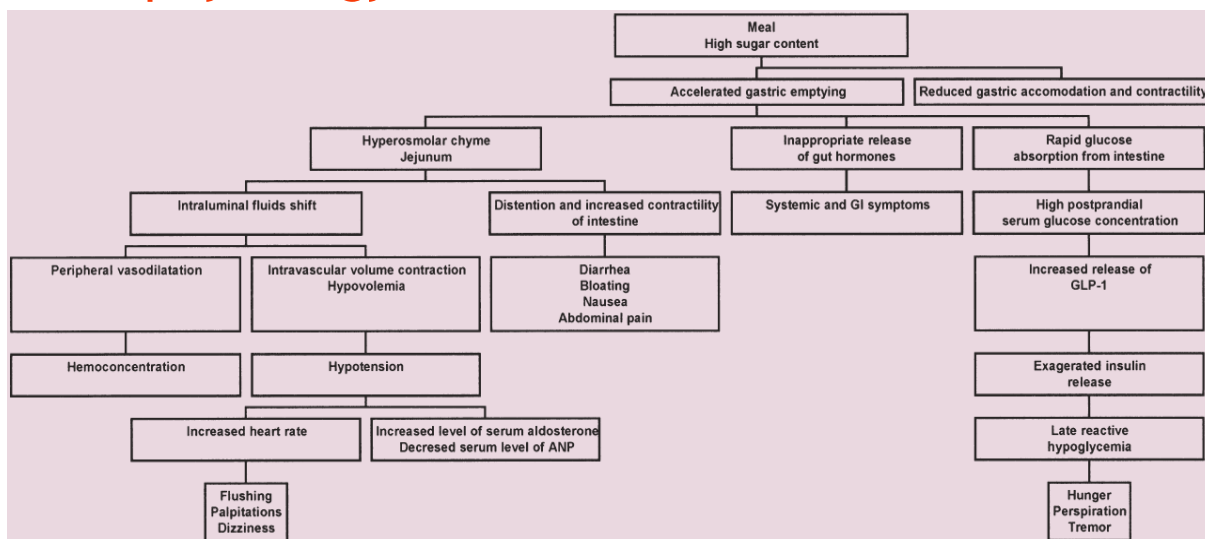 Meal
High sugar content
Accelerated gastric emptying
Reduced gastric accomodation and contractility
Hyperosmolar chyme
Jejunum
Inappropriate release
of gut hormones
Rapid glucose
absorption from intestine
Intraluminal fluids shift
Distention and increased contractility
of intestine
Systemic and GI symptoms
High postprandial
serum glucose concentration
Peripheral vasodilatation
Intravascular volume contraction
Hypovolemia
Diarrhea
Bloating
Nausea
Abdominal pain
Increased release of
GLP-1
Hemoconcentration
Hypotension
Exagerated insulin
release
Increased heart rate
Increased level of serum aldosterone
Decresed serum level of ANP
Late reactive
hypoglycemia
Flushing
Palpitations
Dizziness
Hunger
Perspiration
Tremor